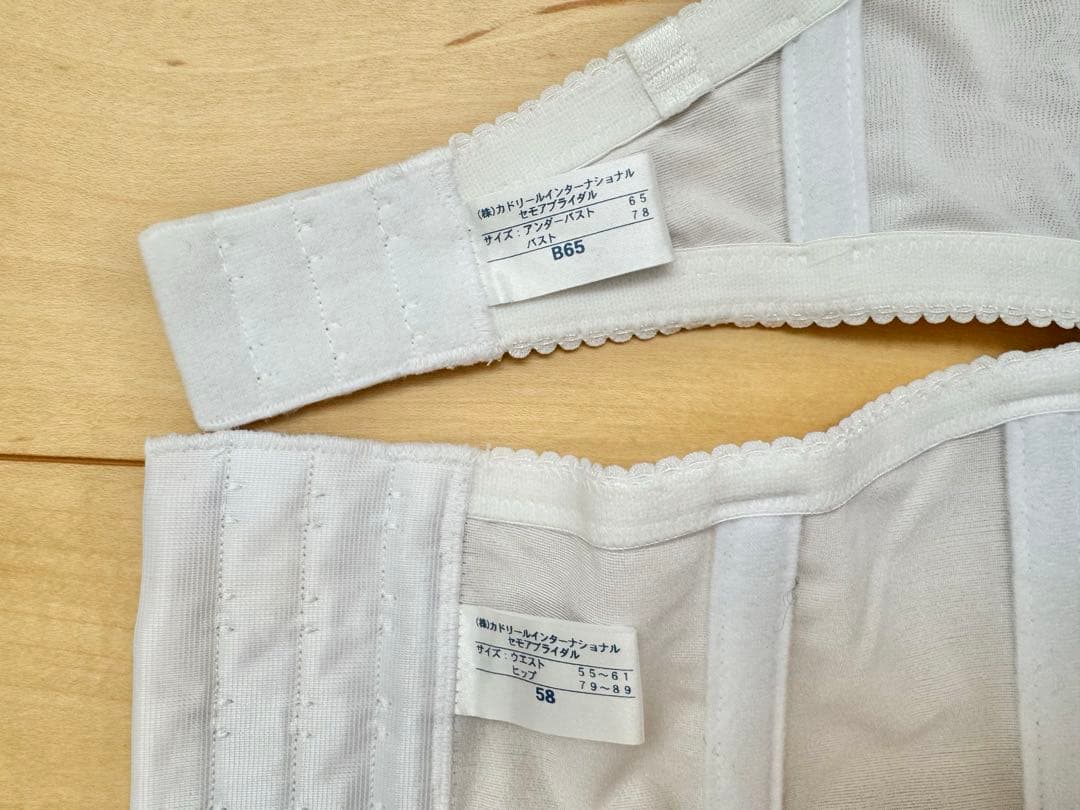 (株)カドリールインターナショナル
セモアブライダル
サイズ:アンダーバスト 65
バスト 78
B65
(株)カドリールインターナショナル
セモアブライダル
サイズ:ウエスト 55~61
ヒップ 79~89
58